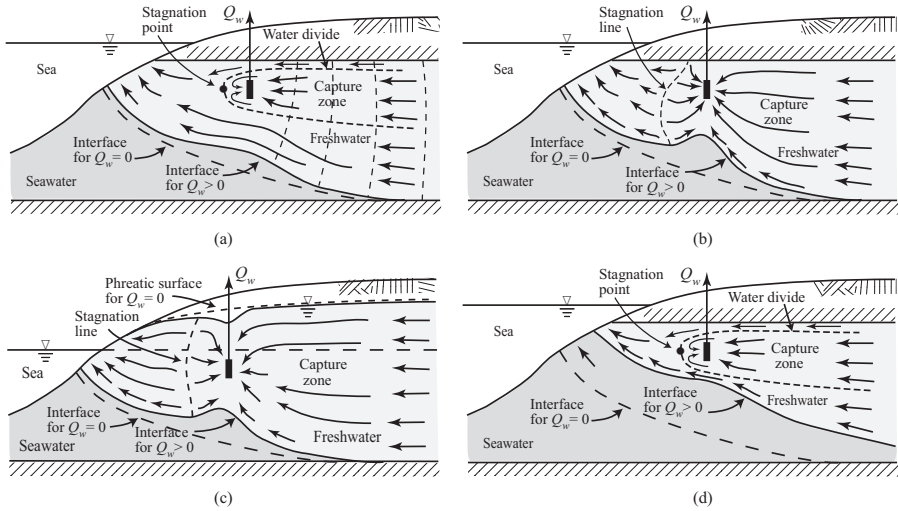 Q_w
Stagnation
point
Water divide
Sea
Capture
zone
Freshwater
Interface
for Q_w = 0
Interface
for Q_w > 0
Seawater
(a)
Q_w
Stagnation
line
Sea
Capture
zone
Freshwater
Interface
for Q_w = 0
Interface
for Q_w > 0
Seawater
(b)
Q_w
Phreatic surface
for Q_w = 0
Stagnation
line
Sea
Capture
zone
Interface
for Q_w = 0
Interface
for Q_w > 0
Freshwater
Seawater
(c)
Q_w
Stagnation
point
Water divide
Sea
Capture
zone
Freshwater
Interface
for Q_w = 0
Interface
for Q_w > 0
Seawater
(d)